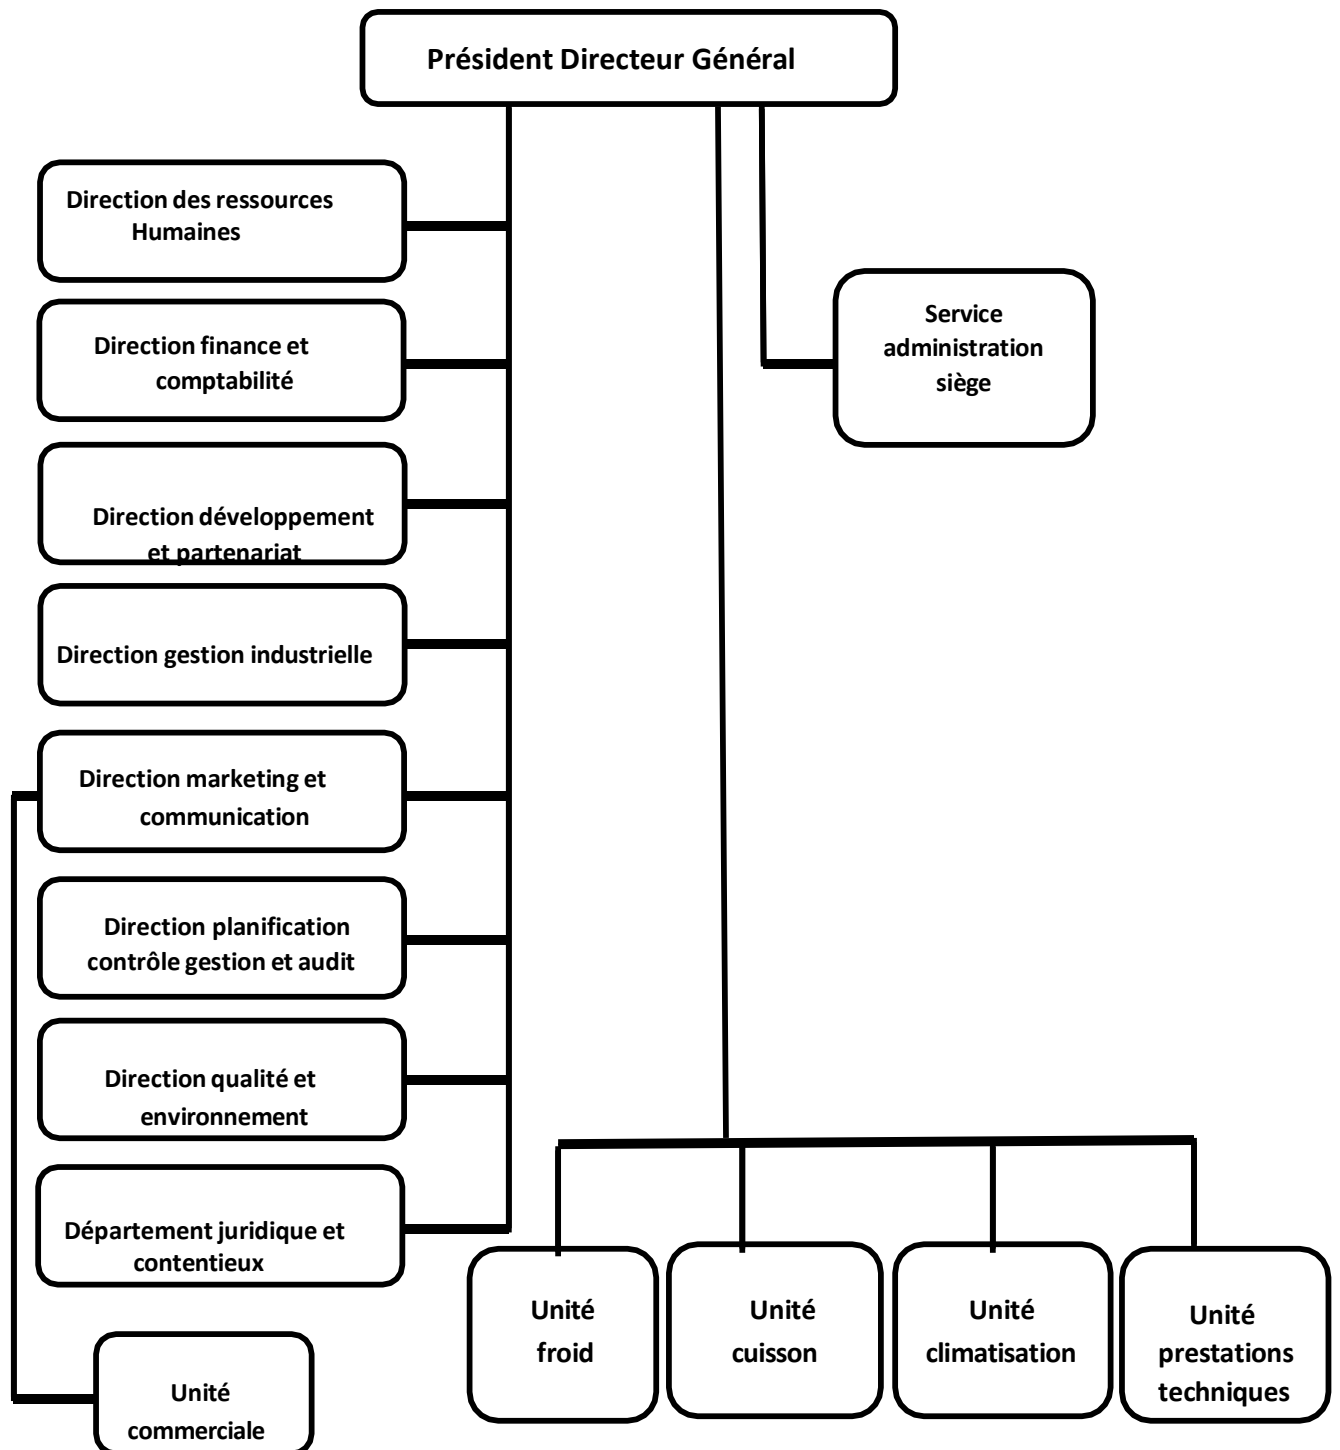 Président Directeur Général
Direction des ressources
Humaines
Direction finance et
comptabilité
Service
administration
siège
Direction développement
et partenariat
Direction gestion industrielle
Direction marketing et
communication
Direction planification
contrôle gestion et audit
Direction qualité et
environnement
Département juridique et
contentieux
Unité
commerciale
Unité
froid
Unité
cuisson
Unité
climatisation
Unité
prestations
techniques